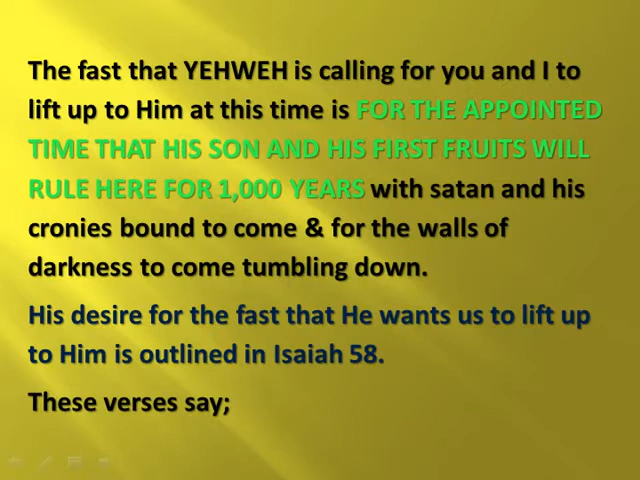 The fast that YEHWEH is calling for you and I to
lift up to Him at this time is FOR THE APPOINTED
TIME THAT HIS SON AND HIS FIRST FRUITS WILL
RULE HERE FOR 1,000 YEARS with satan and his
cronies bound to come & for the walls of
darkness to come tumbling down.
His desire for the fast that He wants us to lift up
to Him is outlined in Isaiah 58.
These verses say;